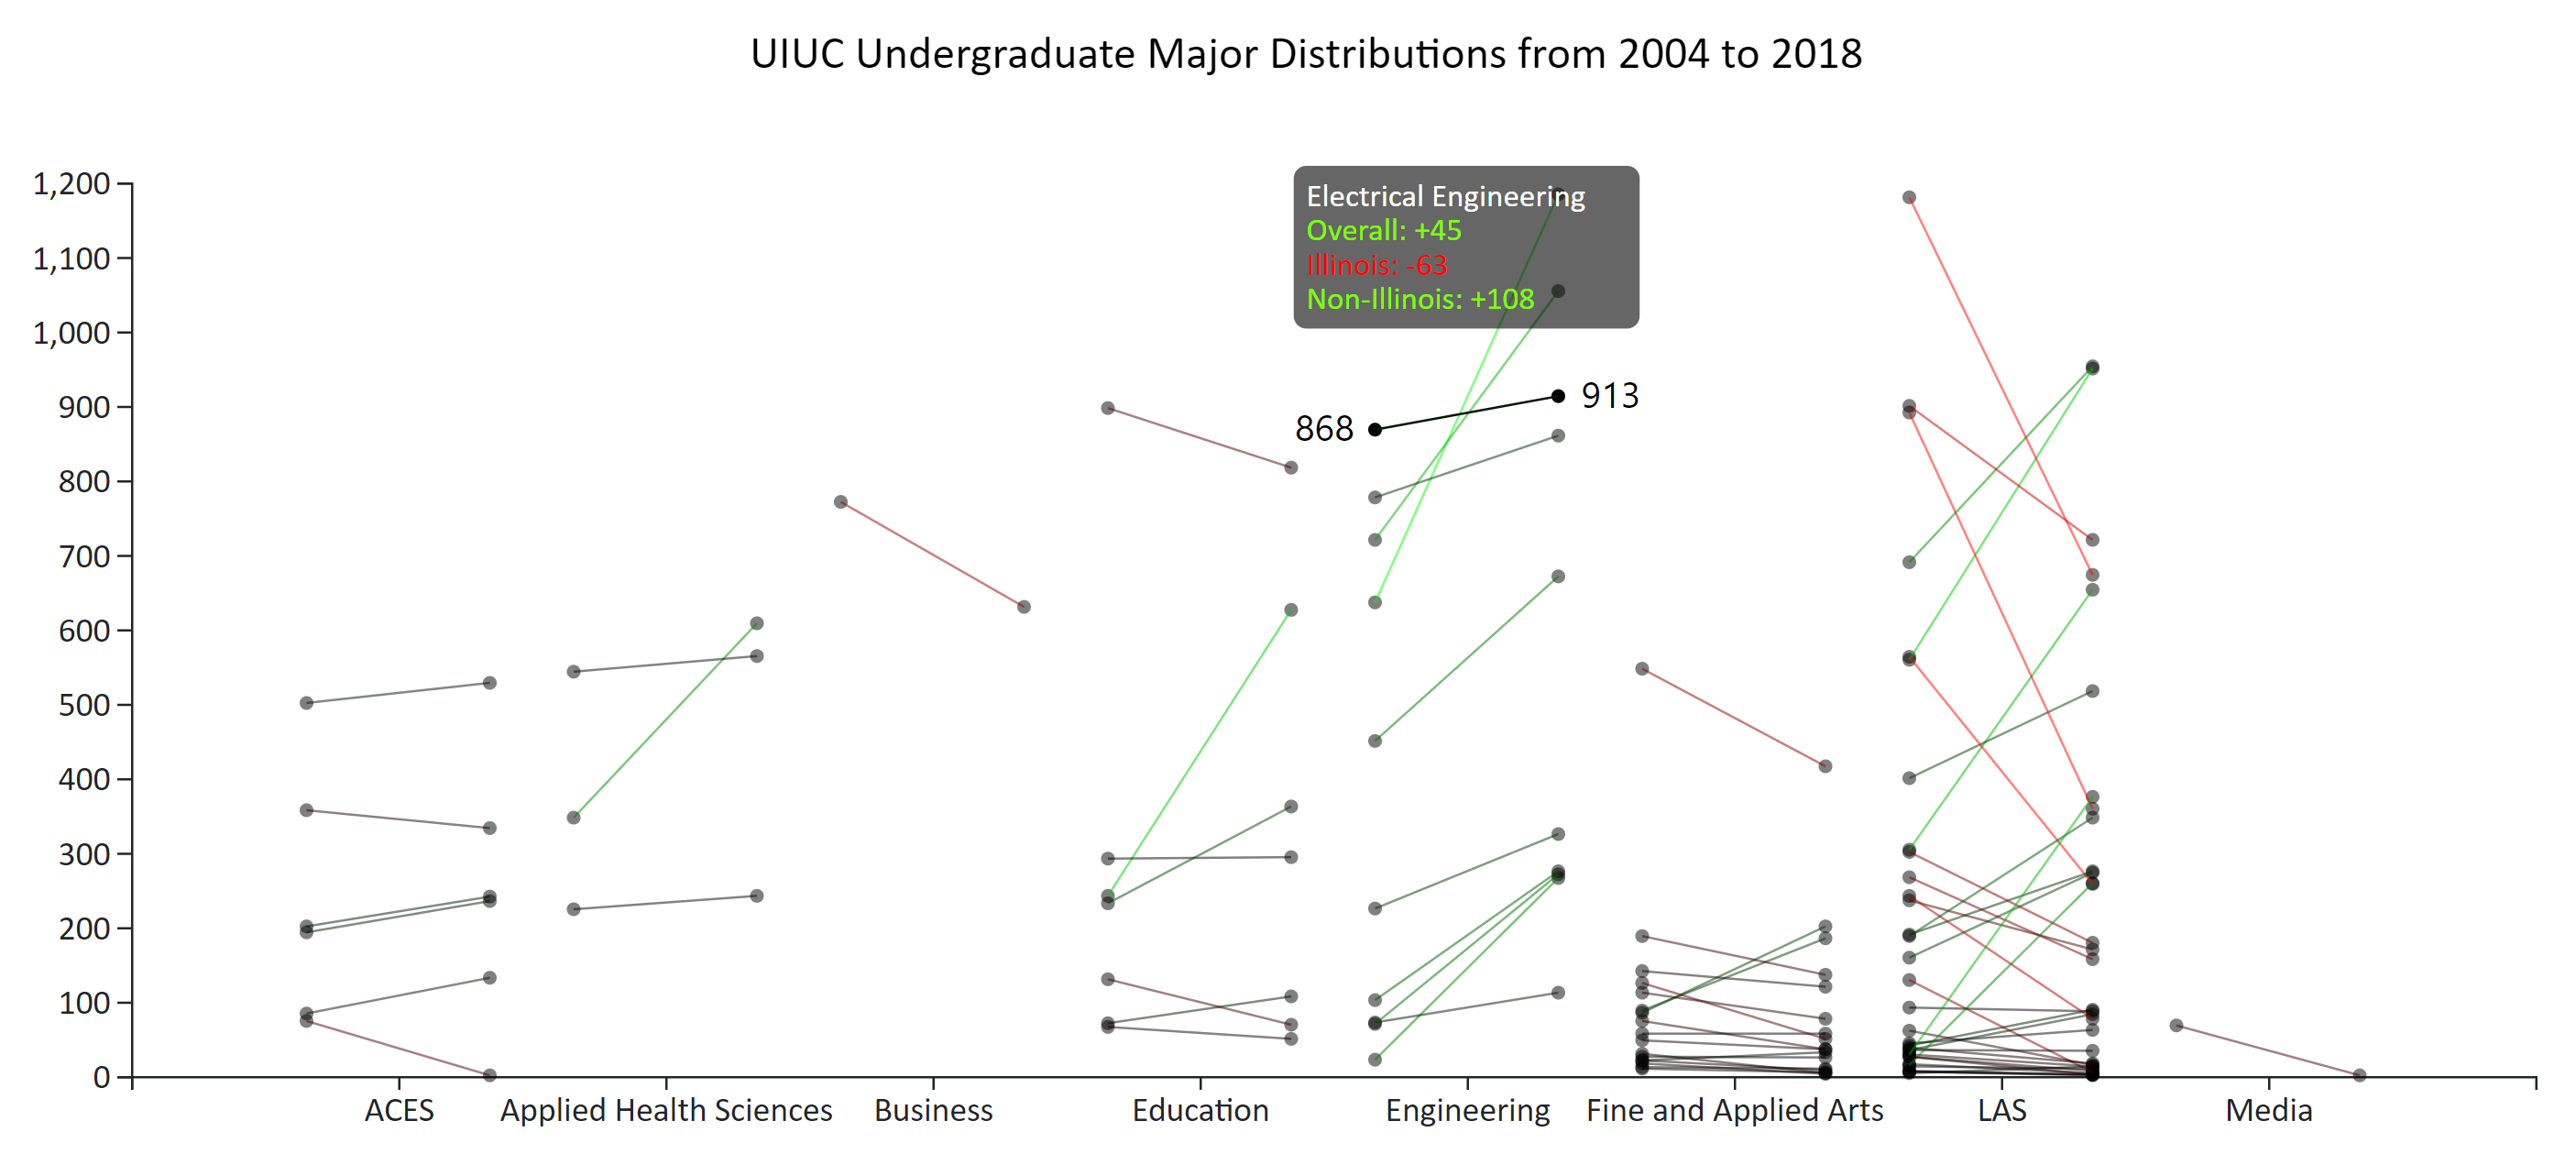 UIUC Undergraduate Major Distributions from 2004 to 2018
1,200
1,100
1,000
900
800
700
600
500
400
300
200
100
0
Electrical Engineering
Overall: +45
Illinois: -63
Non-Illinois: +108
868
913
ACES
Applied Health Sciences
Business
Education
Engineering
Fine and Applied Arts
LAS
Media